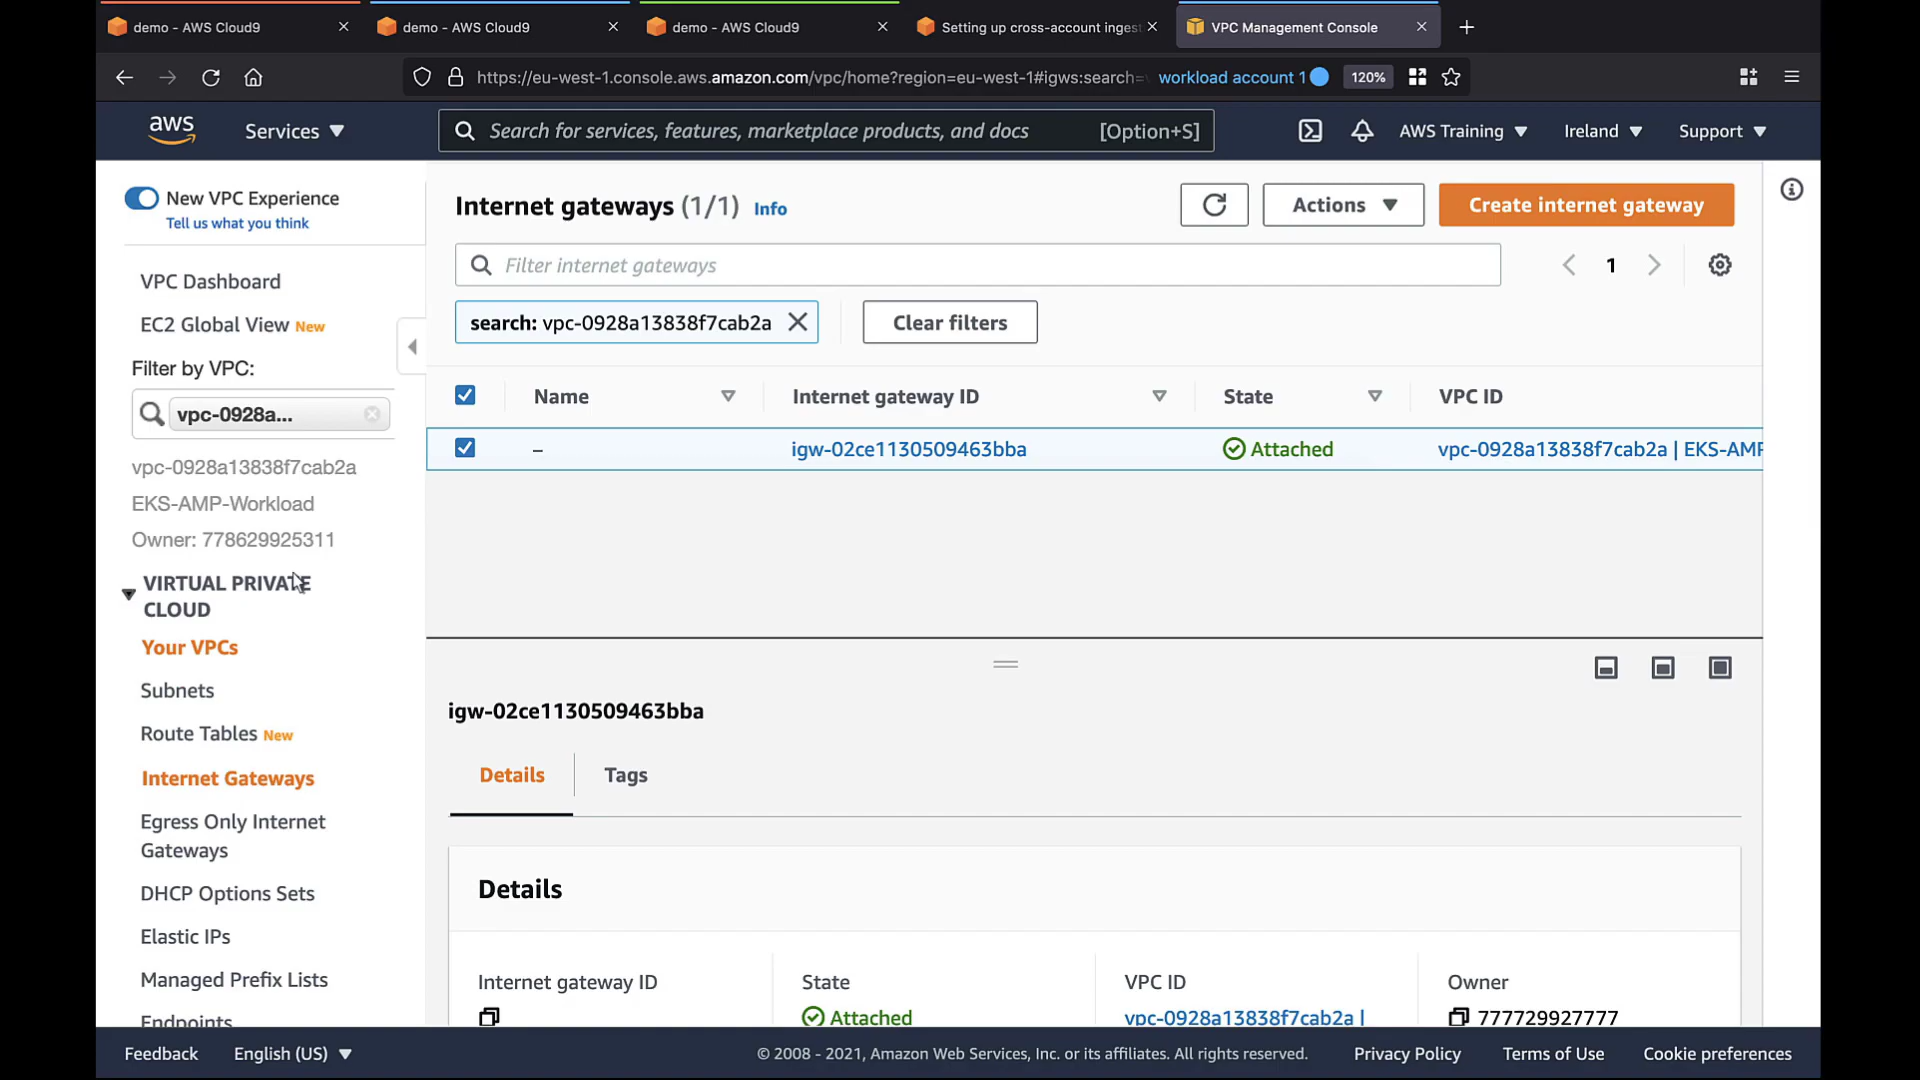 demo - AWS Cloud9
demo - AWS Cloud9
demo - AWS Cloud9
Setting up cross-account inges
VPC Management Console
https://eu-west-1.console.aws.amazon.com/vpc/home?region=eu-west-1#igws:search=
workload account 1
120%
aws
Services
Search for services, features, marketplace products, and docs
[Option+S]
AWS Training
Ireland
Support
New VPC Experience
Tell us what you think
VPC Dashboard
EC2 Global View New
Filter by VPC:
vpc-0928a...
vpc-0928a13838f7cab2a
EKS-AMP-Workload
Owner: 778629925311
VIRTUAL PRIVATE
CLOUD
Your VPCs
Subnets
Route Tables New
Internet Gateways
Egress Only Internet
Gateways
DHCP Options Sets
Elastic IPs
Managed Prefix Lists
Endpoints
Internet gateways (1/1) Info
Actions
Create internet gateway
Filter internet gateways
1
search: vpc-0928a13838f7cab2a
Clear filters
Name
Internet gateway ID
State
VPC ID
–
igw-02ce1130509463bba
Attached
vpc-0928a13838f7cab2a | EKS-AMP
igw-02ce1130509463bba
Details
Tags
Details
Internet gateway ID
State
Attached
VPC ID
vpc-0928a13838f7cab2a |
Owner
777729927777
Feedback
English (US)
© 2008 - 2021, Amazon Web Services, Inc. or its affiliates. All rights reserved.
Privacy Policy
Terms of Use
Cookie preferences